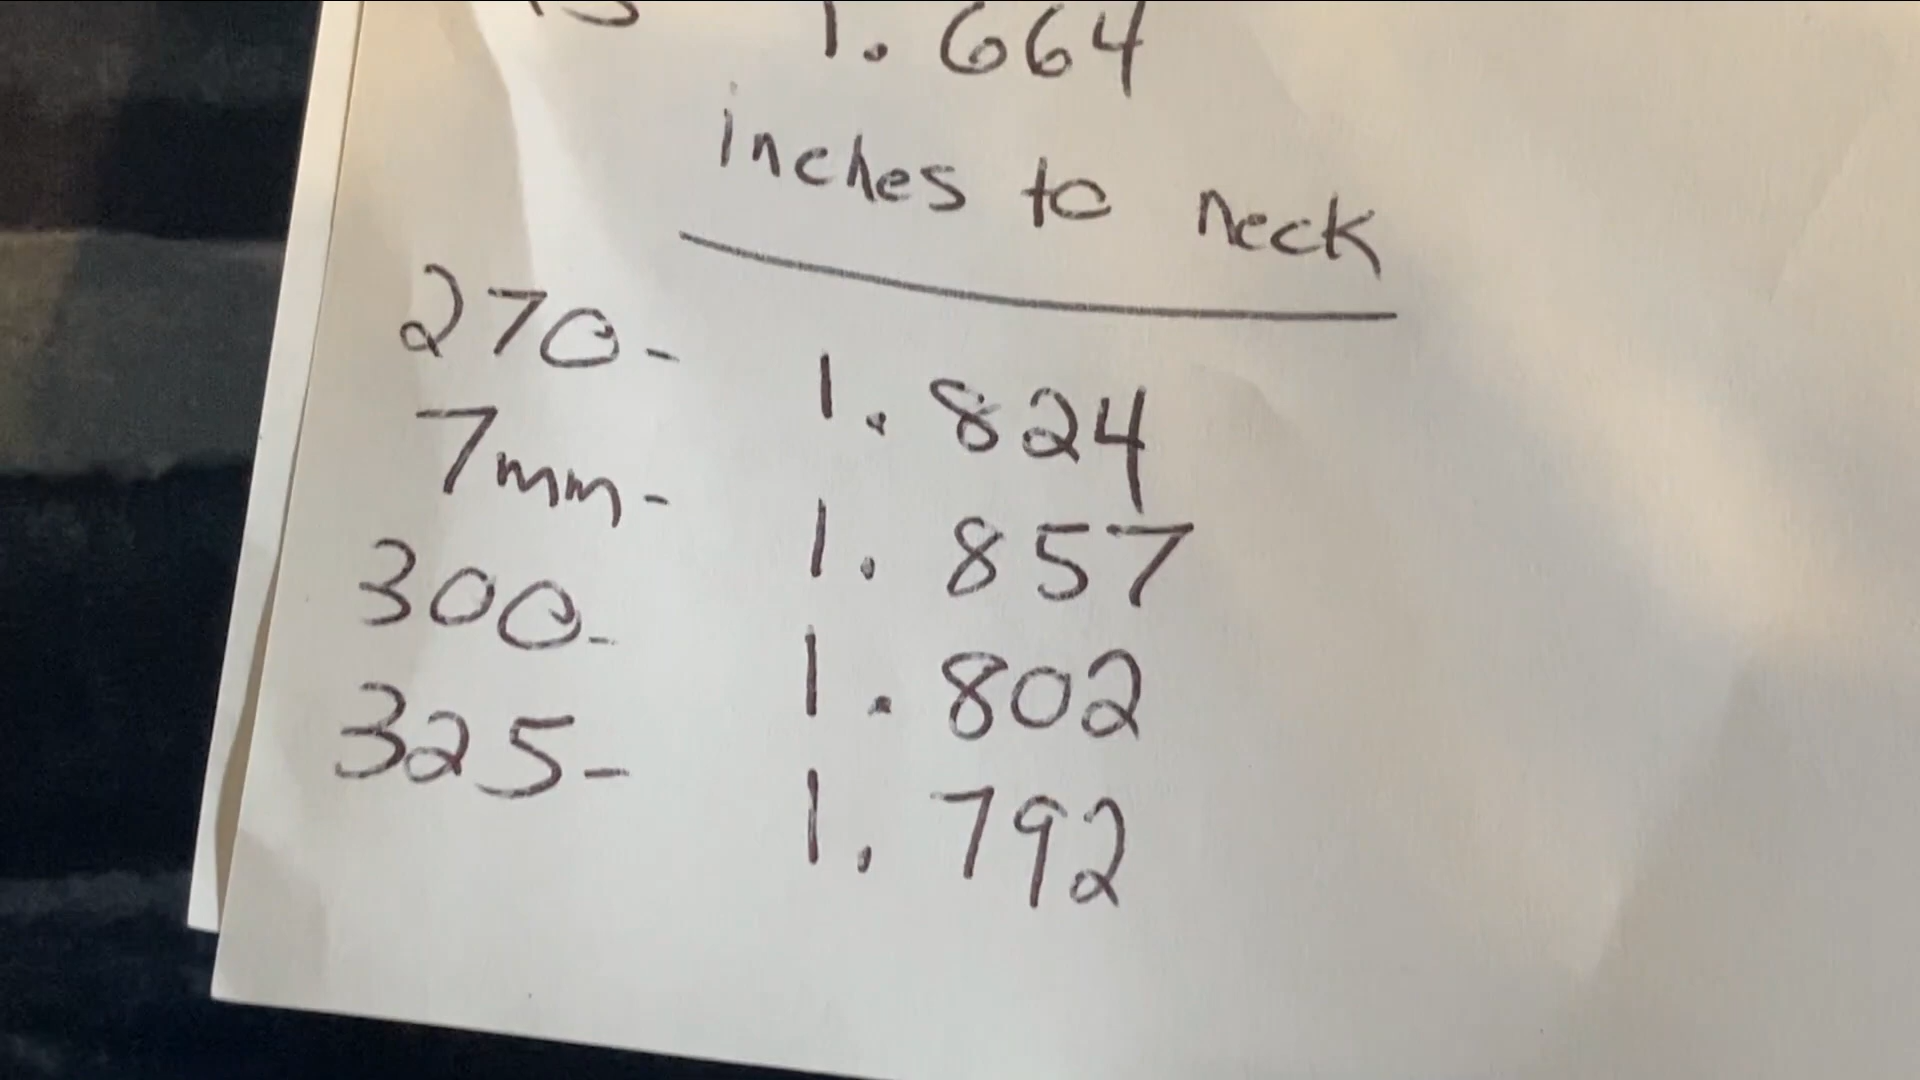 1.664
inches to neck
270- 1.824
7mm- 1.857
300- 1.802
325- 1.792